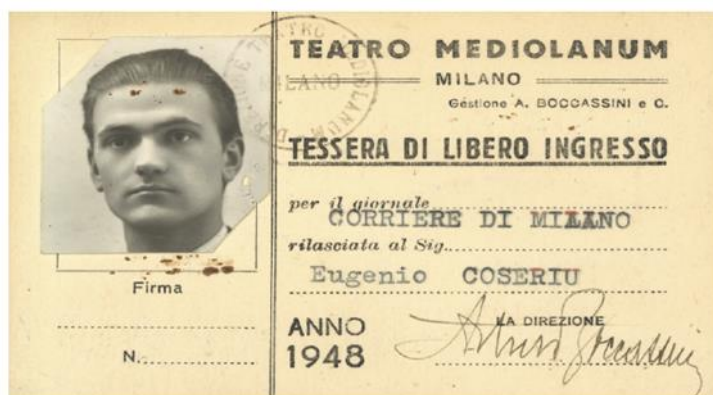 TEATRO MEDIOLANUM
MILANO
Gestione A. BOCCASSINI e C.
TESSERA DI LIBERO INGRESSO
per il giornale
CORRIERE DI MILANO
rilasciata al Sig.
Eugenio COSERIU
ANNO
1948
LA DIREZIONE
Firma
N.
MILANO